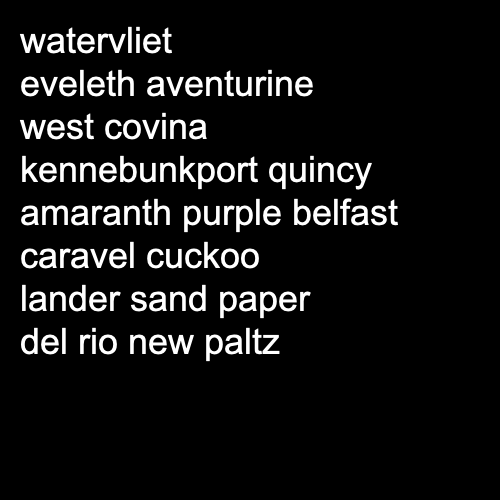 watervliet
eveleth aventurine
west covina
kennebunkport quincy
amaranth purple belfast
caravel cuckoo
lander sand paper
del rio new paltz